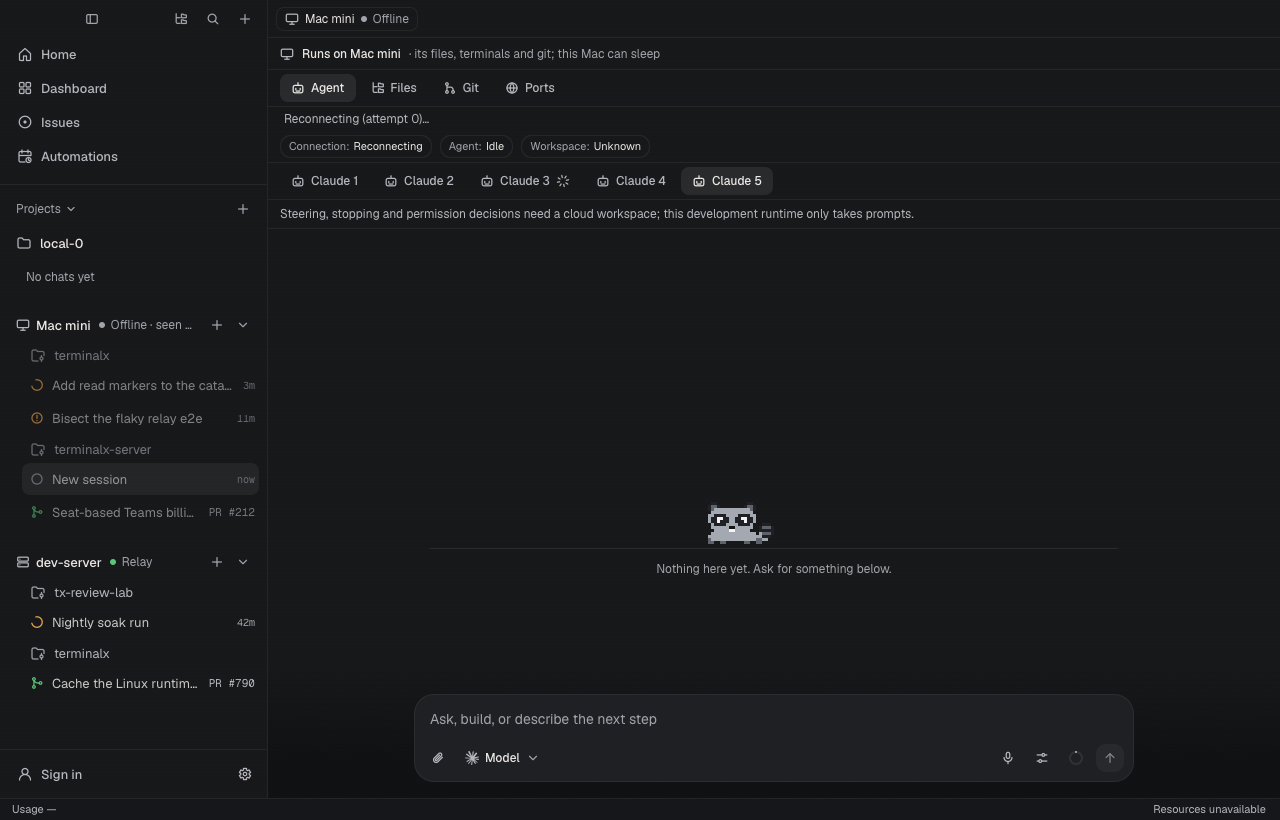 Home
Dashboard
Issues
Automations
Projects
local-0
No chats yet
Mac mini Offline · seen ...
terminalx
Add read markers to the cata... 3m
Bisect the flaky relay e2e 11m
terminalx-server
New session now
Seat-based Teams billi... PR #212
dev-server Relay
tx-review-lab
Nightly soak run 42m
terminalx
Cache the Linux runtim... PR #790
Sign in
Mac mini Offline
Runs on Mac mini · its files, terminals and git; this Mac can sleep
Agent Files Git Ports
Reconnecting (attempt 0)...
Connection: Reconnecting Agent: Idle Workspace: Unknown
Claude 1 Claude 2 Claude 3 Claude 4 Claude 5
Steering, stopping and permission decisions need a cloud workspace; this development runtime only takes prompts.
Nothing here yet. Ask for something below.
Ask, build, or describe the next step
Model
Usage — Resources unavailable